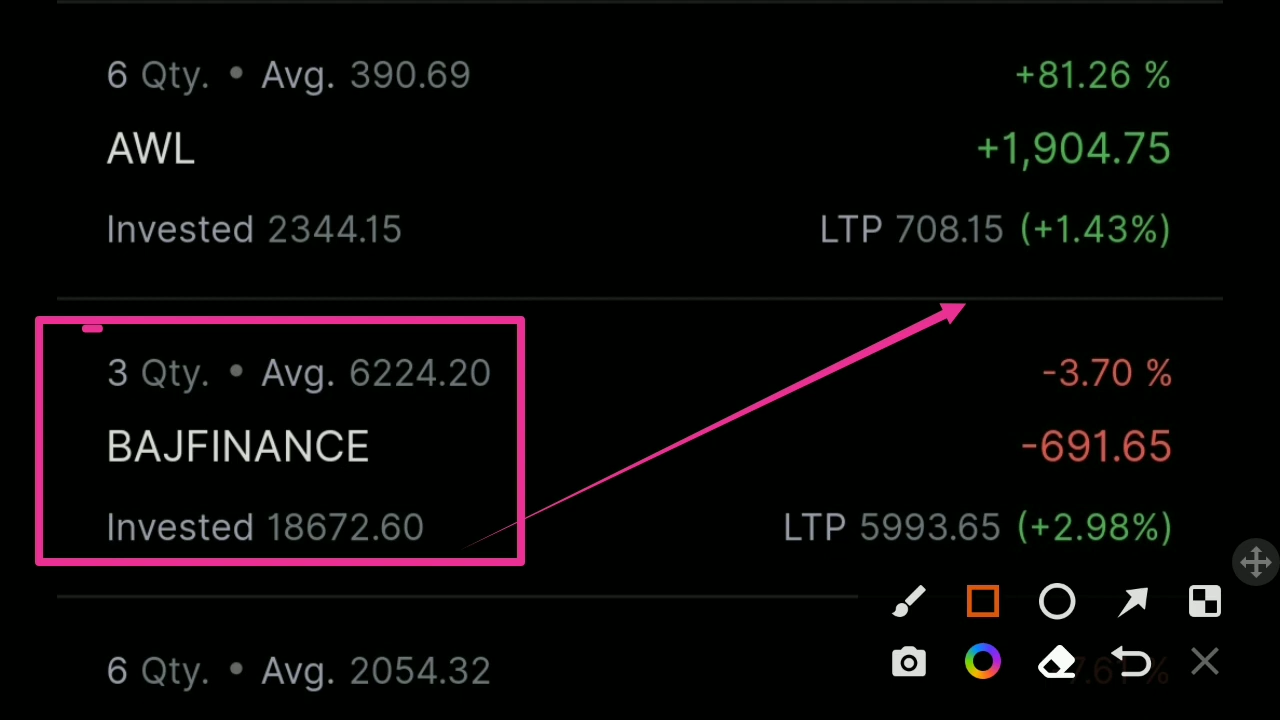 6 Qty. • Avg. 390.69 +81.26 %
AWL +1,904.75
Invested 2344.15 LTP 708.15 (+1.43%)
3 Qty. • Avg. 6224.20 -3.70 %
BAJFINANCE -691.65
Invested 18672.60 LTP 5993.65 (+2.98%)
6 Qty. • Avg. 2054.32